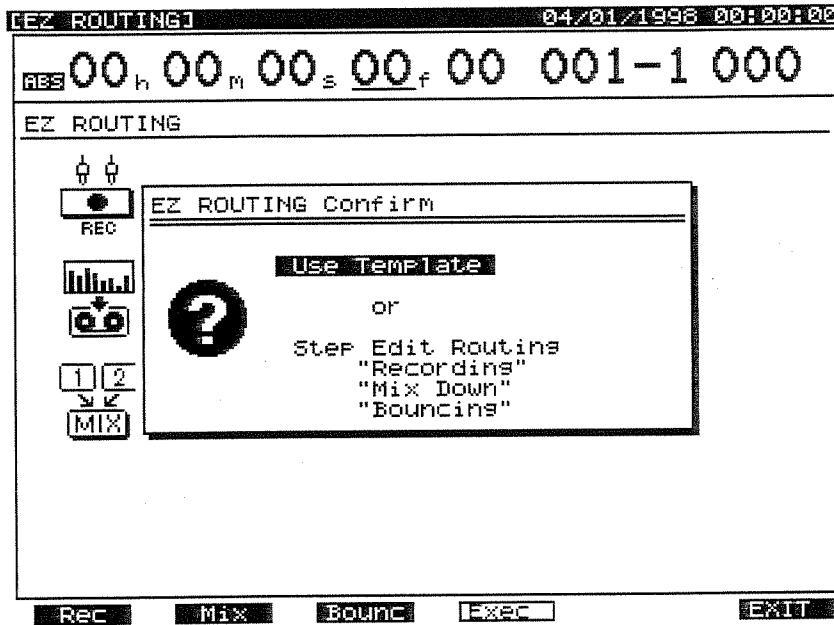 [EZ ROUTING] 04/01/1998 00:00:00
ABS 00h 00m 00s 00f 00 001-1 000
EZ ROUTING
REC
EZ ROUTING Confirm
?
Use Template
or
Step Edit Routing
"Recording"
"Mix Down"
"Bouncing"
1 2
MIX
Rec Mix Bounc Exec EXIT